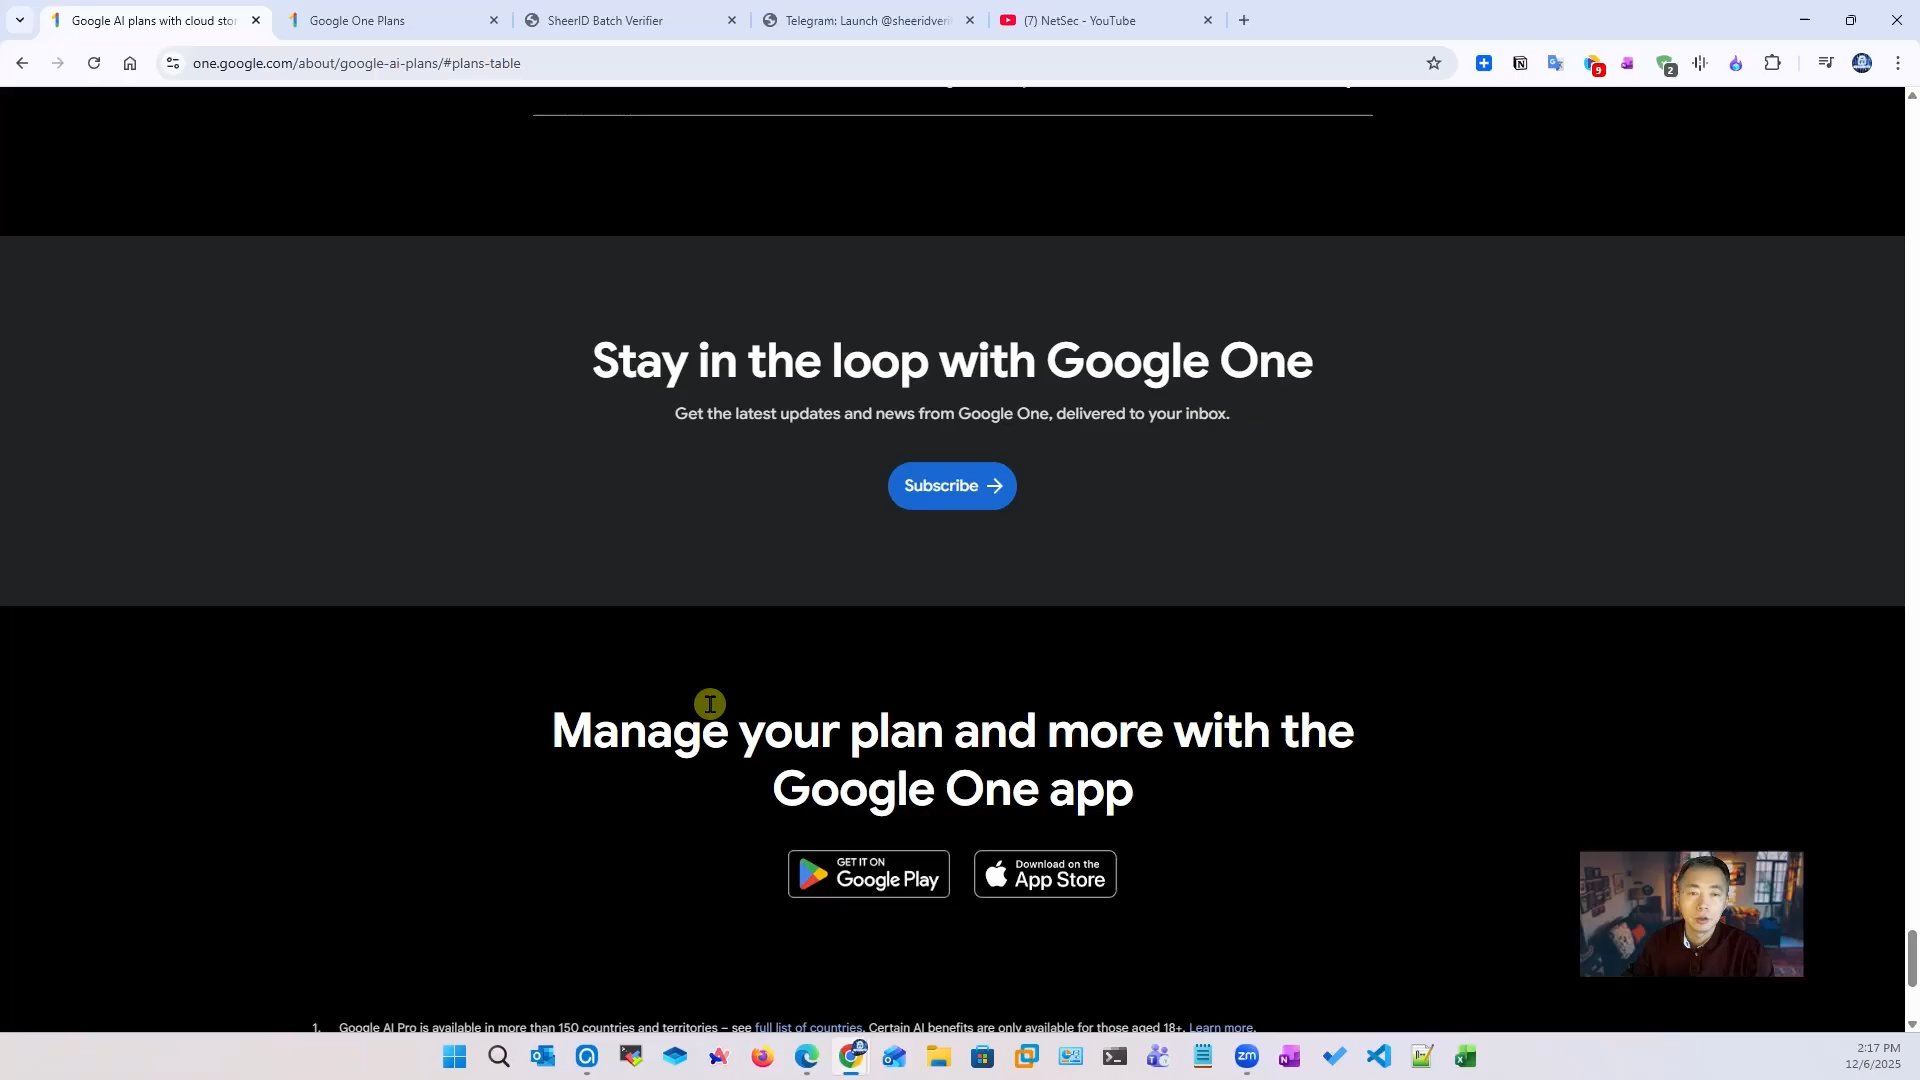 Google AI plans with cloud stor
Google One Plans
SheerID Batch Verifier
Telegram: Launch @sheeridveri
(7) NetSec - YouTube
one.google.com/about/google-ai-plans/#plans-table
9
2
Stay in the loop with Google One
Get the latest updates and news from Google One, delivered to your inbox.
Subscribe
Manage your plan and more with the
Google One app
GET IT ON
Google Play
Download on the
App Store
1. Google AI Pro is available in more than 150 countries and territories – see full list of countries. Certain AI benefits are only available for those aged 18+. Learn more.
zm
2:17 PM
12/6/2025